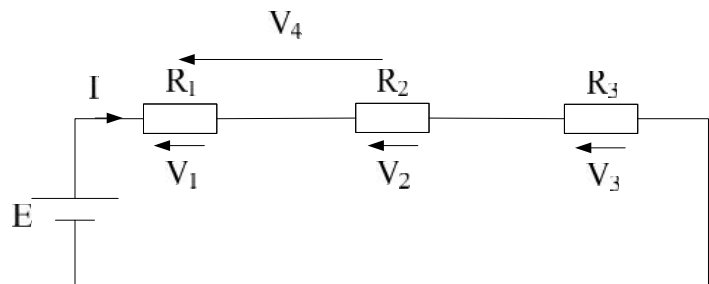 V₄
I R₁ R₂ R₃
V₁ V₂ V₃
E